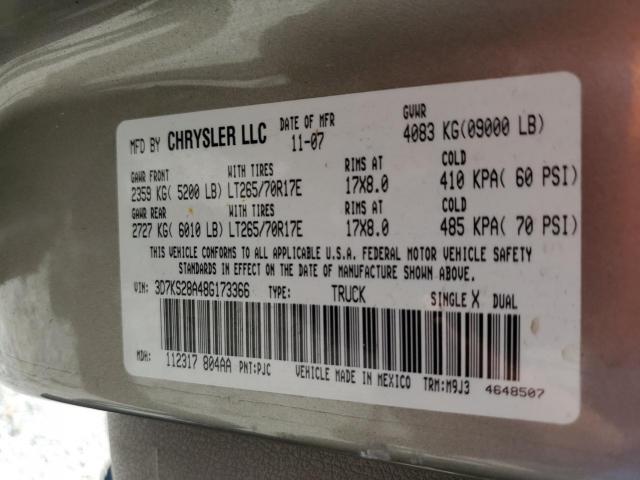 MFD BY CHRYSLER LLC DATE OF MFR 11-07 GVWR 4083 KG(09000 LB)
GAWR FRONT WITH TIRES RIMS AT COLD
2359 KG( 5200 LB) LT265/70R17E 17X8.0 410 KPA( 60 PSI)
GAWR REAR WITH TIRES RIMS AT COLD
2727 KG( 6010 LB) LT265/70R17E 17X8.0 485 KPA( 70 PSI)
THIS VEHICLE CONFORMS TO ALL APPLICABLE U.S.A. FEDERAL MOTOR VEHICLE SAFETY
STANDARDS IN EFFECT ON THE DATE OF MANUFACTURE SHOWN ABOVE.
VIN: 3D7KS28A48G173366 TYPE: TRUCK SINGLE X DUAL
MDH: 112317 804AA PNT:PJC VEHICLE MADE IN MEXICO TRM:M9J3 4648507